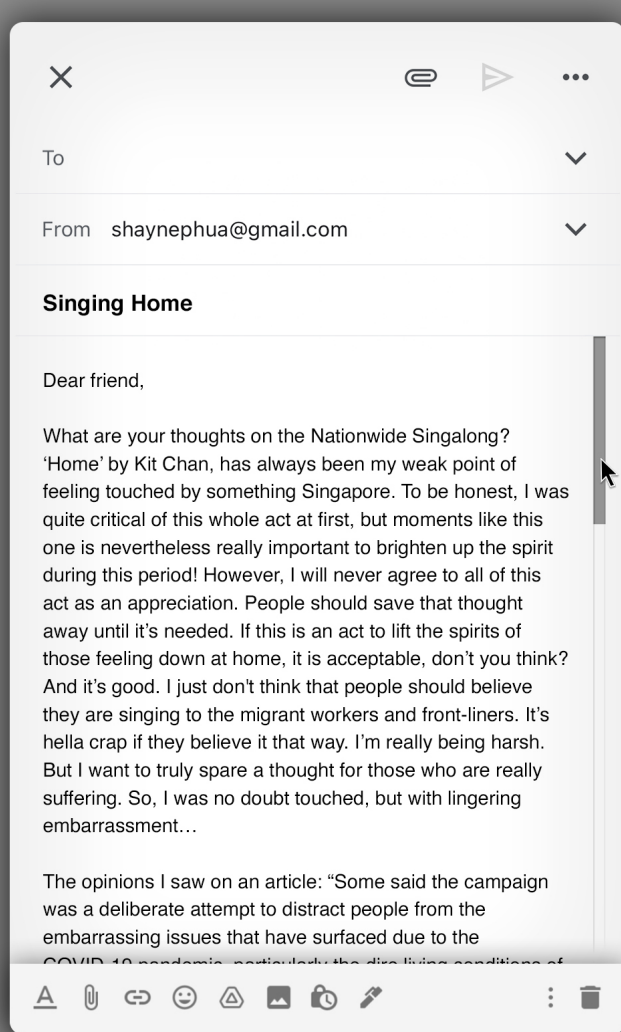 To
From shaynephua@gmail.com
Singing Home
Dear friend,
What are your thoughts on the Nationwide Singalong?
‘Home’ by Kit Chan, has always been my weak point of
feeling touched by something Singapore. To be honest, I was
quite critical of this whole act at first, but moments like this
one is nevertheless really important to brighten up the spirit
during this period! However, I will never agree to all of this
act as an appreciation. People should save that thought
away until it’s needed. If this is an act to lift the spirits of
those feeling down at home, it is acceptable, don’t you think?
And it’s good. I just don't think that people should believe
they are singing to the migrant workers and front-liners. It’s
hella crap if they believe it that way. I’m really being harsh.
But I want to truly spare a thought for those who are really
suffering. So, I was no doubt touched, but with lingering
embarrassment…
The opinions I saw on an article: “Some said the campaign
was a deliberate attempt to distract people from the
embarrassing issues that have surfaced due to the
COVID-19 pandemic, particularly the dire living conditions of